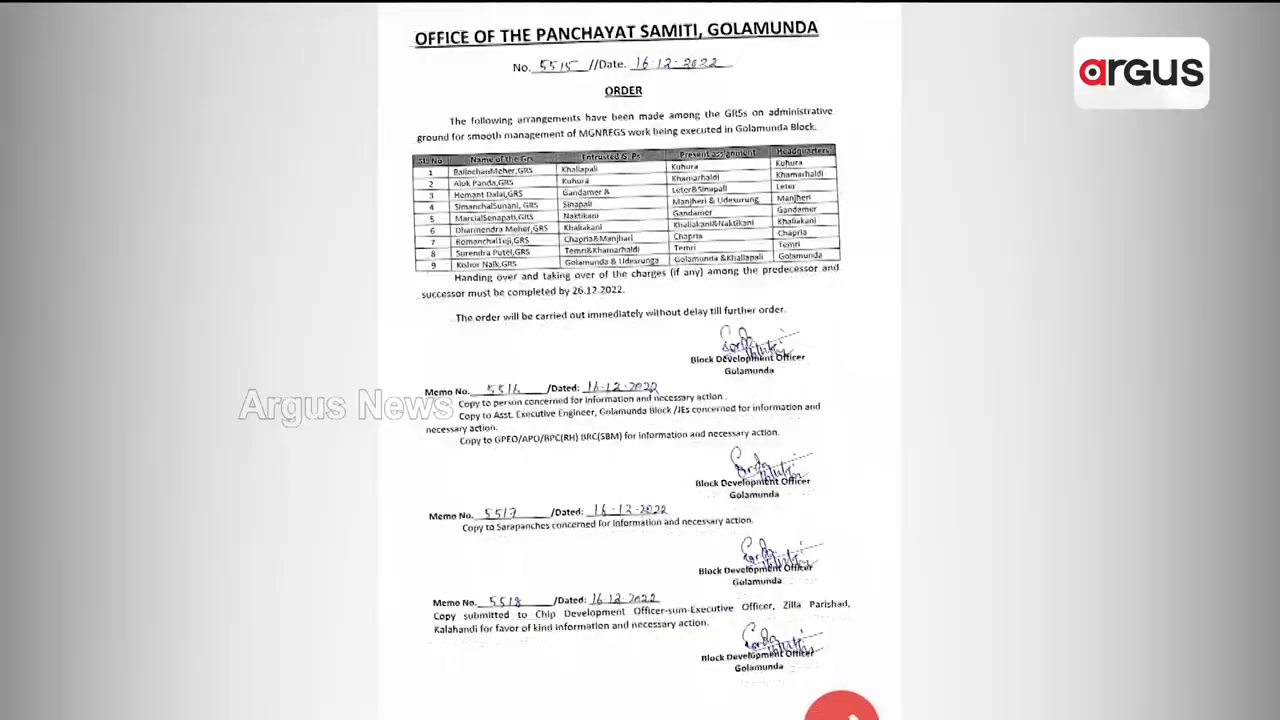 OFFICE OF THE PANCHAYAT SAMITI, GOLAMUNDA
No. 5515 //Date. 16-12-2022
argus
ORDER
The following arrangements have been made among the GRSs on administrative
ground for smooth management of MGNREGS work being executed in Golamunda Block.
Sl. No Name of the Grs Entrusted G. Ps Present assignment Headquarters
1 BailochanMeher,GRS Khallapali Kuhura Kuhura
2 Alok Panda,GRS Kuhura Khamarhaldi Khamarhaldi
3 Hemant Dalai,GRS Gandamer & Leter&Sinapali Leter
4 SimanchalSunani, GRS Sinapali Manjheri & Udesurung Manjheri
5 MarcialSenapati,GRS Naktikani Gandamer Gandamer
6 Dharmendra Meher,GRS Khaliakani Khaliakani&Naktikani Khaliakani
7 RomanchalTeji,GRS Chapria&Manjhari Chapria Chapria
8 Surendra Putel,GRS Temri&Khamarhaldi Temri Temri
9 Kishor Naik,GRS Golamunda & Udesrunga Golamunda &Khallapali Golamunda
Handing over and taking over of the charges (if any) among the predecessor and
successor must be completed by 26.12.2022.
The order will be carried out immediately without delay till further order.
Block Development Officer
Golamunda
Memo No. 5516 /Dated: 16-12-2022
Argus News
Copy to person concerned for information and necessary action .
Copy to Asst. Executive Engineer, Golamunda Block /JEs concerned for information and
necessary action.
Copy to GPEO/APO/BPC(RH) BRC(SBM) for information and necessary action.
Block Development Officer
Golamunda
Memo No. 5517 /Dated: 16-12-2022
Copy to Sarapanches concerned for information and necessary action.
Block Development Officer
Golamunda
Memo No. 5518 /Dated: 16-12-2022
Copy submitted to Chip Development Officer-sum-Executive Officer, Zilla Parishad,
Kalahandi for favor of kind information and necessary action.
Block Development Officer
Golamunda